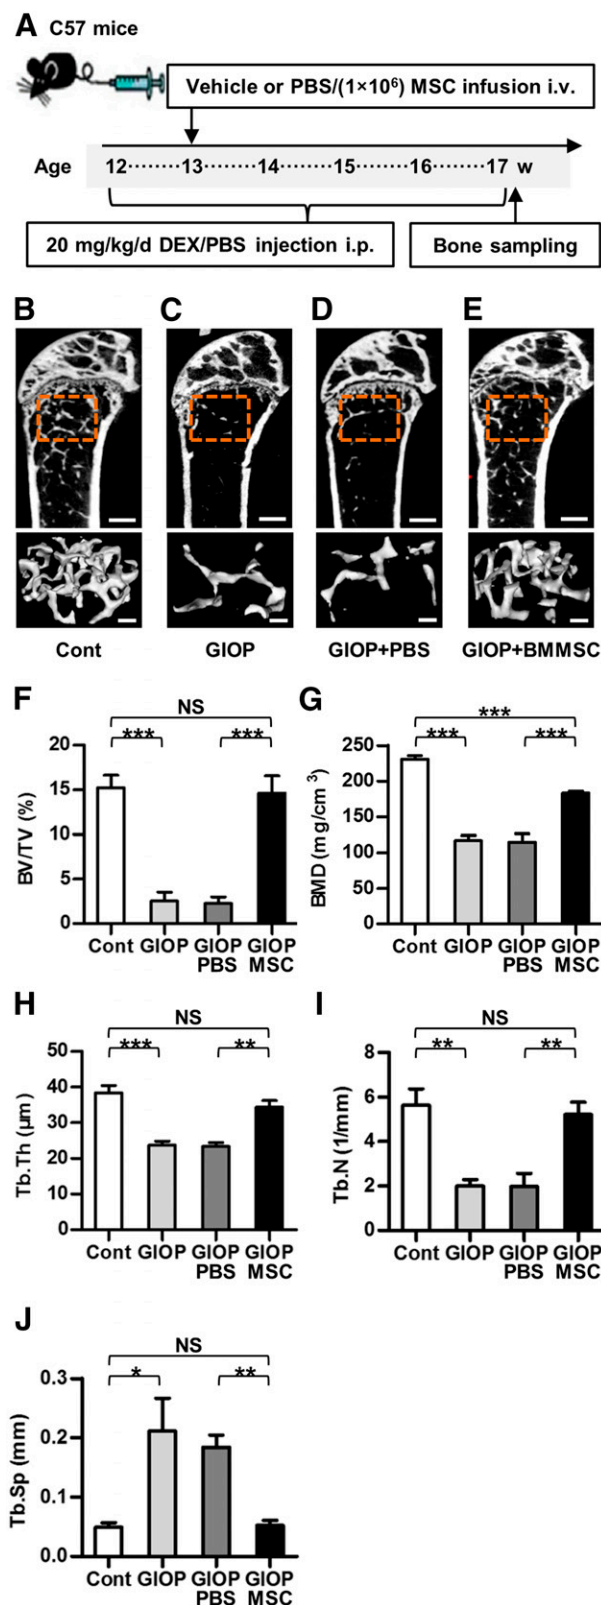 A
C57 mice
Vehicle or PBS/(1×10⁶) MSC infusion i.v.
Age 12·······13·······14·······15·······16·······17 w
20 mg/kg/d DEX/PBS injection i.p.
Bone sampling
B C D E
Cont GIOP GIOP+PBS GIOP+BMMSC
F
NS
*** ***
20
15
10
5
0
BV/TV (%)
Cont GIOP GIOP PBS GIOP MSC
G
***
*** ***
250
200
150
100
50
0
BMD (mg/cm³)
Cont GIOP GIOP PBS GIOP MSC
H
NS
*** **
50
40
30
20
10
0
Tb.Th (µm)
Cont GIOP GIOP PBS GIOP MSC
I
NS
** **
8
6
4
2
0
Tb.N (1/mm)
Cont GIOP GIOP PBS GIOP MSC
J
NS
* **
0.3
0.2
0.1
0.0
Tb.Sp (mm)
Cont GIOP GIOP PBS GIOP MSC